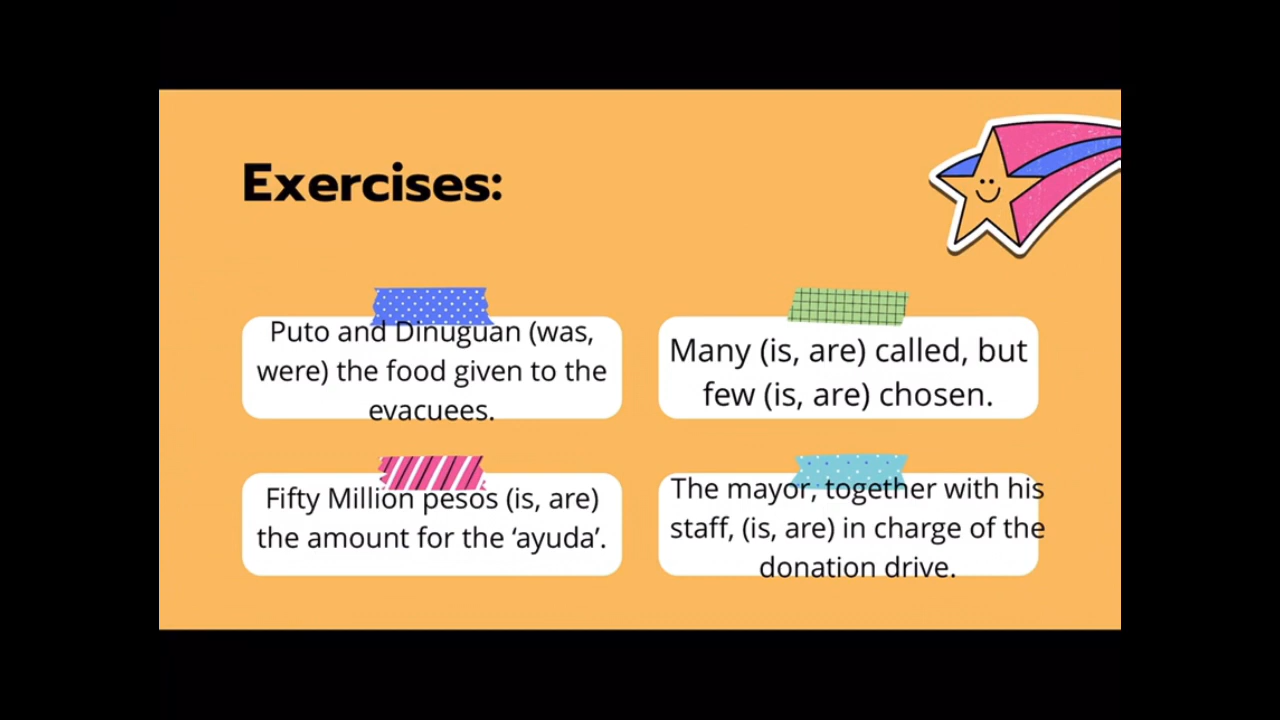 Exercises:
Puto and Dinuguan (was,
were) the food given to the
evacuees.
Many (is, are) called, but
few (is, are) chosen.
Fifty Million pesos (is, are)
the amount for the ‘ayuda’.
The mayor, together with his
staff, (is, are) in charge of the
donation drive.